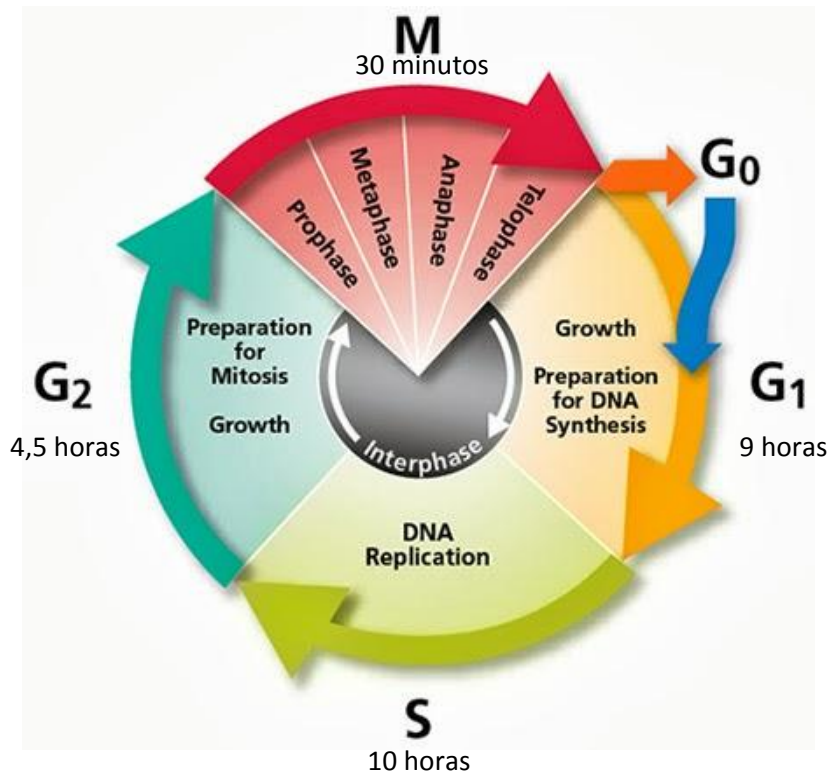 M
30 minutos
Prophase
Metaphase
Anaphase
Telophase
G0
Growth
Preparation
for DNA
Synthesis
G1
9 horas
DNA
Replication
S
10 horas
Preparation
for
Mitosis
Growth
G2
4,5 horas
Interphase